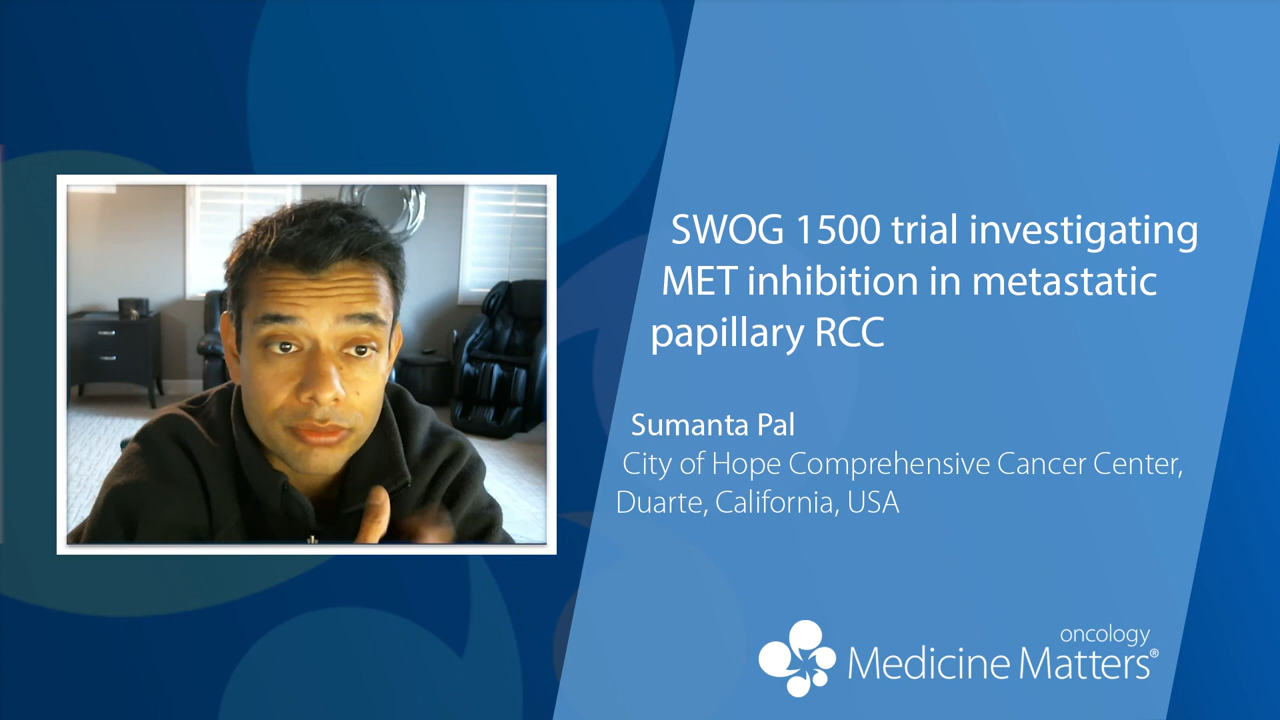 SWOG 1500 trial investigating
MET inhibition in metastatic
papillary RCC
Sumanta Pal
City of Hope Comprehensive Cancer Center,
Duarte, California, USA
oncology
Medicine Matters®